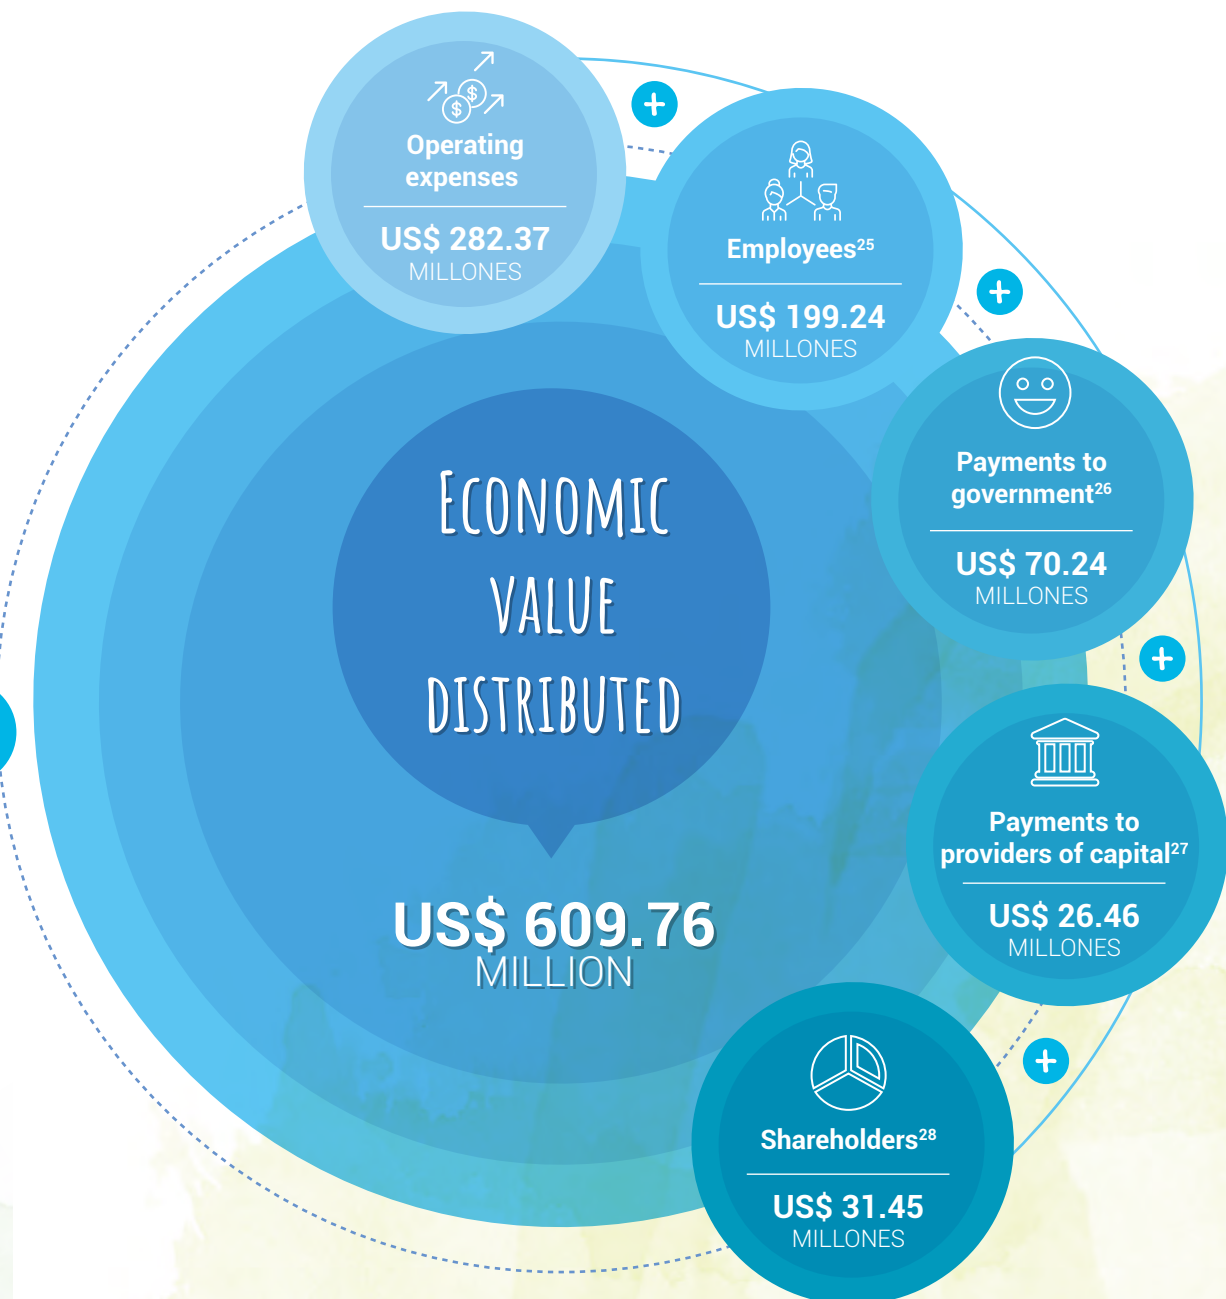 Operating
expenses
US$ 282.37
MILLONES
Employees25
US$ 199.24
MILLONES
Payments to
government26
US$ 70.24
MILLONES
Payments to
providers of capital27
US$ 26.46
MILLONES
Shareholders28
US$ 31.45
MILLONES
ECONOMIC
VALUE
DISTRIBUTED
US$ 609.76
MILLION